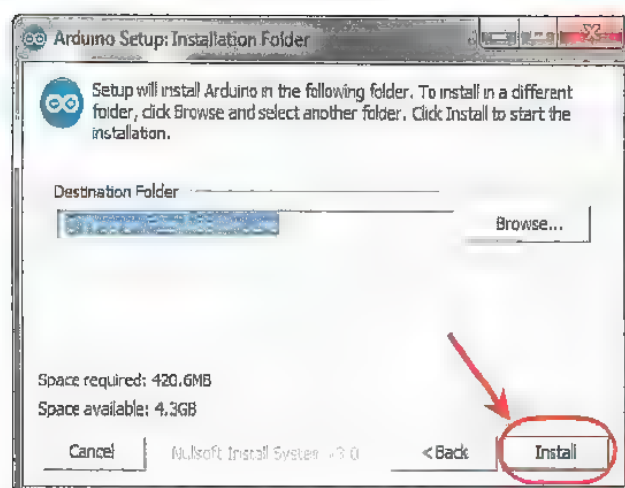 Arduino Setup: Installation Folder
Setup will install Arduino in the following folder. To install in a different
folder, click Browse and select another folder. Click Install to start the
installation.
Destination Folder
Browse...
Space required: 420.6MB
Space available: 4.3GB
Cancel
Nullsoft Install System v3.0
< Back
Install